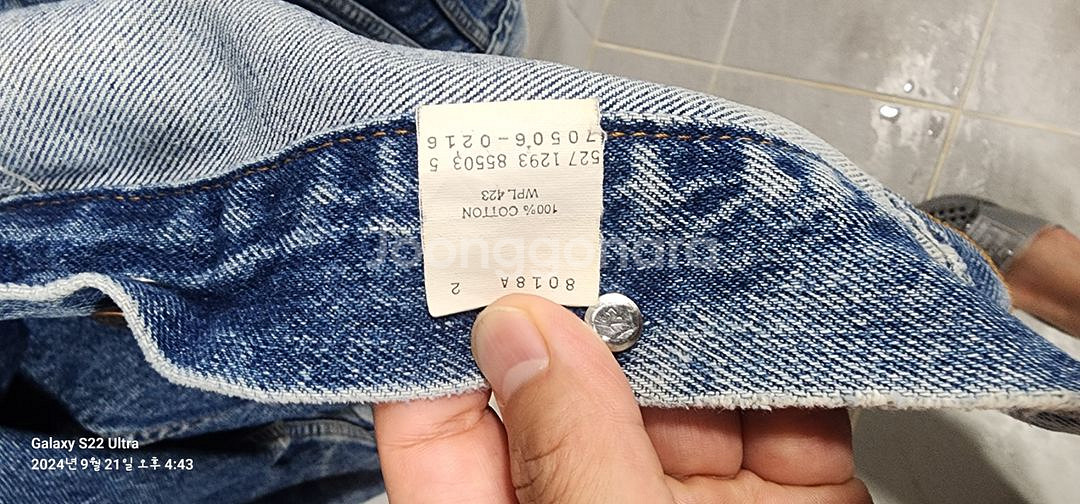 8018A 2
100% COTTON
WPL 423
527 1293 85503 5
70506-0216
Joonggonara
Galaxy S22 Ultra
2024년 9월 21일 오후 4:43